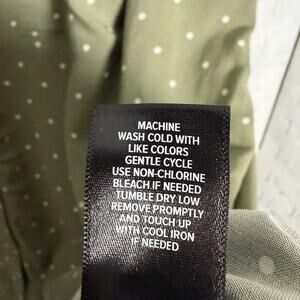 MACHINE
WASH COLD WITH
LIKE COLORS
GENTLE CYCLE
USE NON-CHLORINE
BLEACH IF NEEDED
TUMBLE DRY LOW
REMOVE PROMPTLY
AND TOUCH UP
WITH COOL IRON
IF NEEDED